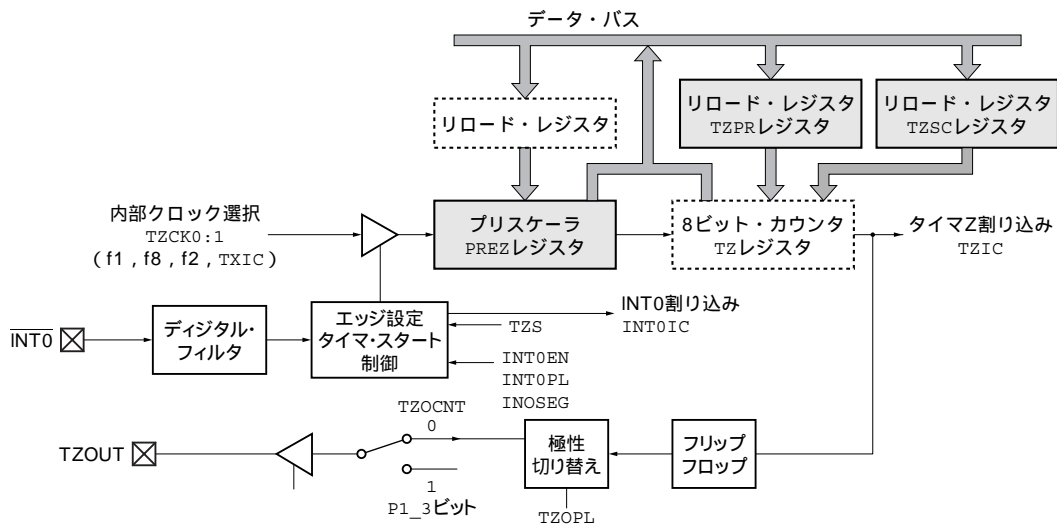 データ・バス
リロード・レジスタ
リロード・レジスタ
TZPRレジスタ
リロード・レジスタ
TZSCレジスタ
内部クロック選択
TZCK0:1
(f1,f8,f2,TXIC)
プリスケーラ
PREZレジスタ
8ビット・カウンタ
TZレジスタ
タイマZ割り込み
TZIC
INT0
ディジタル・
フィルタ
エッジ設定
タイマ・スタート
制御
INT0割り込み
INT0IC
TZS
INT0EN
INT0PL
INOSEG
TZOCNT
0
TZOUT
1
P1_3ビット
極性
切り替え
TZOPL
フリップ
フロップ